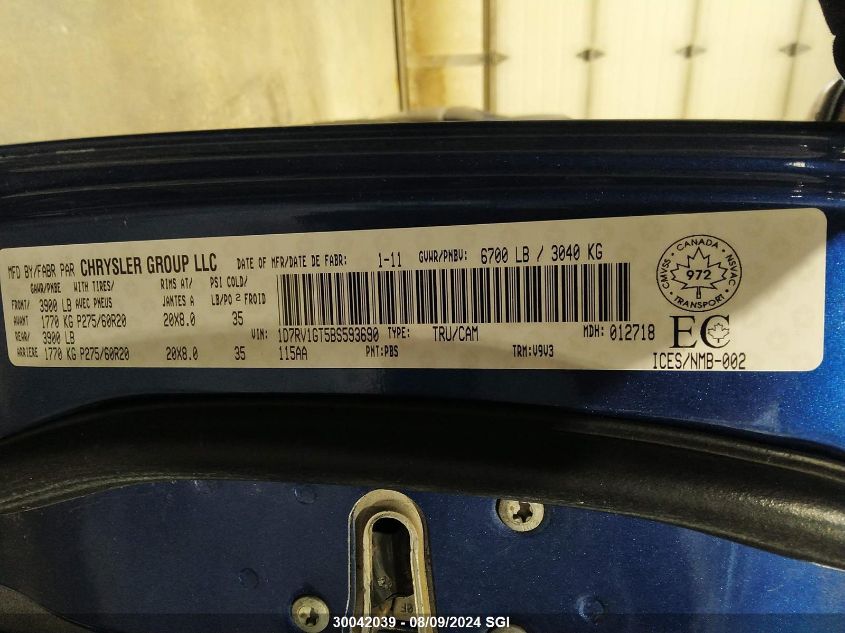 MFD BY/FABR PAR CHRYSLER GROUP LLC DATE OF MFR/DATE DE FABR: 1-11 GVWR/PNBV: 6700 LB / 3040 KG
GAWR/PNBE WITH TIRES/ RIMS AT/ PSI COLD/
FRONT/ 3900 LB AVEC PNEUS JANTES A LB/PO 2 FROID
AVANT 1770 KG P275/60R20 20X8.0 35
REAR/ 3900 LB
ARRIERE 1770 KG P275/60R20 20X8.0 35
VIN: 1D7RV1GT5BS593690 TYPE: TRU/CAM MDH: 012718
115AA PNT:PBS TRM:V9V3
CANADA
CMVSS NSVAC
972
TRANSPORT
EC
ICES/NMB-002
30042039 - 08/09/2024 SGI